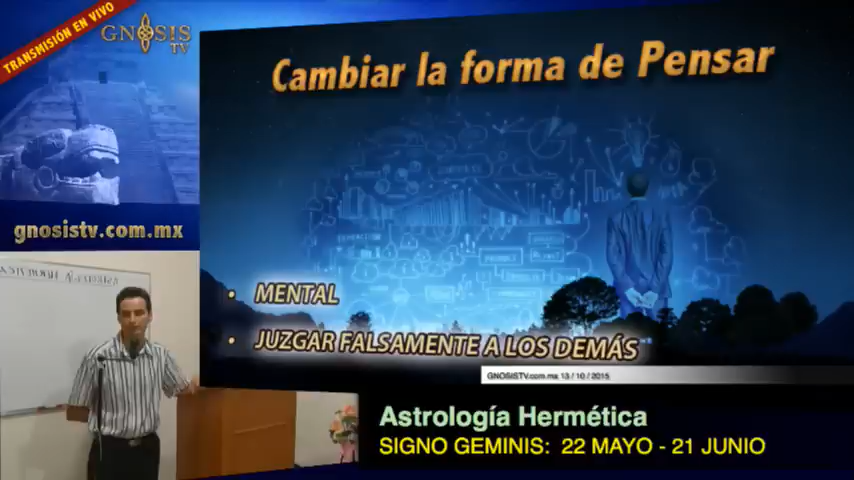 TRANSMISIÓN EN VIVO
GNOSIS
TV
gnosistv.com.mx
Cambiar la forma de Pensar
• MENTAL
• JUZGAR FALSAMENTE A LOS DEMÁS
GNOSISTV.com.mx 13 / 10 / 2015
Astrología Hermética
SIGNO GEMINIS: 22 MAYO - 21 JUNIO